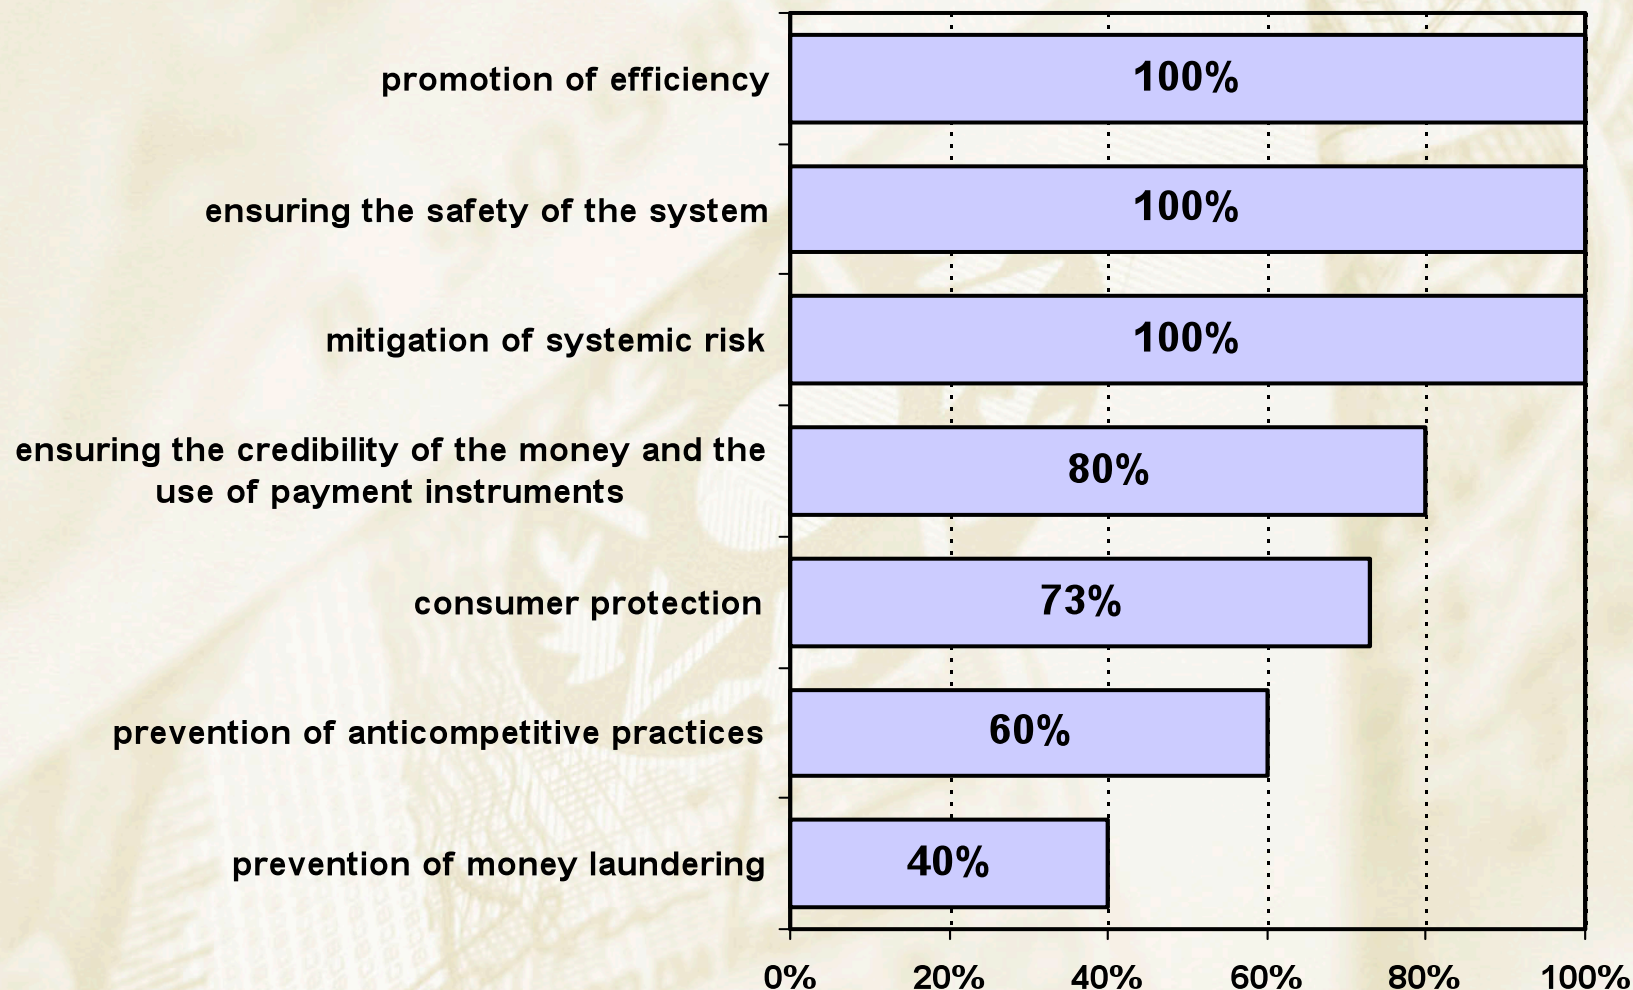 promotion of efficiency
100%
ensuring the safety of the system
100%
mitigation of systemic risk
100%
ensuring the credibility of the money and the
use of payment instruments
80%
consumer protection
73%
prevention of anticompetitive practices
60%
prevention of money laundering
40%
0% 20% 40% 60% 80% 100%